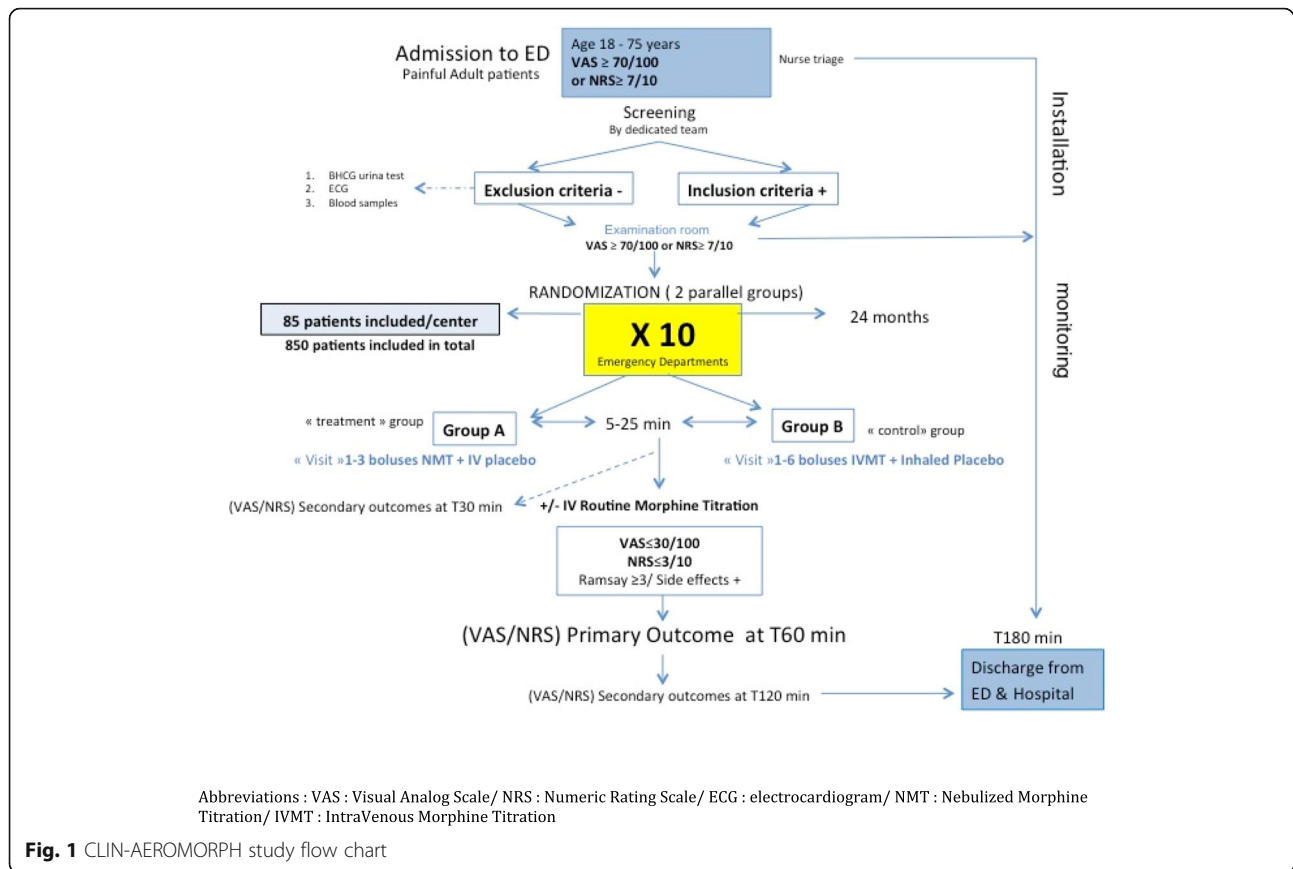 Admission to ED
Painful Adult patients
Age 18 - 75 years
VAS ≥ 70/100
or NRS≥ 7/10
Nurse triage
Installation
monitoring
Screening
By dedicated team
1. BHCG urina test
2. ECG
3. Blood samples
Exclusion criteria -
Inclusion criteria +
Examination room
VAS ≥ 70/100 or NRS≥ 7/10
RANDOMIZATION ( 2 parallel groups)
85 patients included/center
850 patients included in total
X 10
Emergency Departments
24 months
« treatment » group
Group A
5-25 min
Group B
« control» group
« Visit »1-3 boluses NMT + IV placebo
« Visit »1-6 boluses IVMT + Inhaled Placebo
(VAS/NRS) Secondary outcomes at T30 min
+/- IV Routine Morphine Titration
VAS≤30/100
NRS≤3/10
Ramsay ≥3/ Side effects +
(VAS/NRS) Primary Outcome at T60 min
T180 min
Discharge from
ED & Hospital
(VAS/NRS) Secondary outcomes at T120 min
Abbreviations : VAS : Visual Analog Scale/ NRS : Numeric Rating Scale/ ECG : electrocardiogram/ NMT : Nebulized Morphine
Titration/ IVMT : IntraVenous Morphine Titration
Fig. 1 CLIN-AEROMORPH study flow chart